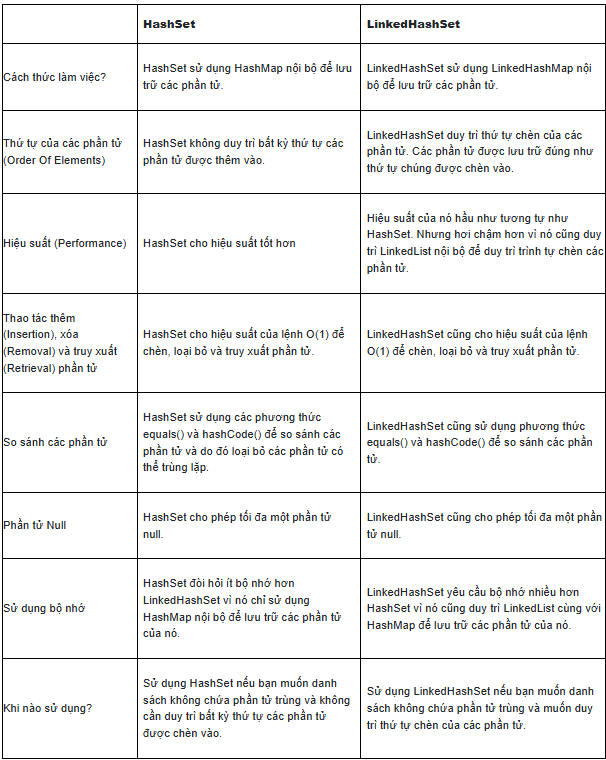 HashSet
LinkedHashSet
Cách thức làm việc?
HashSet sử dụng HashMap nội bộ để lưu
trữ các phần tử.
LinkedHashSet sử dụng LinkedHashMap nội
bộ để lưu trữ các phần tử.
Thứ tự của các phần tử
(Order Of Elements)
HashSet không duy trì bất kỳ thứ tự các
phần tử được thêm vào.
LinkedHashSet duy trì thứ tự chèn của các
phần tử. Các phần tử được lưu trữ đúng như
thứ tự chúng được chèn vào.
Hiệu suất (Performance)
HashSet cho hiệu suất tốt hơn
Hiệu suất của nó hầu như tương tự như
HashSet. Nhưng hơi chậm hơn vì nó cũng duy
trì LinkedList nội bộ để duy trì trình tự chèn các
phần tử.
Thao tác thêm
(Insertion), xóa
(Removal) và truy xuất
(Retrieval) phần tử
HashSet cho hiệu suất của lệnh O(1) để
chèn, loại bỏ và truy xuất phần tử.
LinkedHashSet cũng cho hiệu suất của lệnh
O(1) để chèn, loại bỏ và truy xuất phần tử.
So sánh các phần tử
HashSet sử dụng các phương thức
equals() và hashCode() để so sánh các
phần tử và do đó loại bỏ các phần tử có
thể trùng lặp.
LinkedHashSet cũng sử dụng phương thức
equals() và hashCode() để so sánh các phần
tử.
Phần tử Null
HashSet cho phép tối đa một phần tử
null.
LinkedHashSet cũng cho phép tối đa một phần
tử null.
Sử dụng bộ nhớ
HashSet đòi hỏi ít bộ nhớ hơn
LinkedHashSet vì nó chỉ sử dụng
HashMap nội bộ để lưu trữ các phần tử
của nó.
LinkedHashSet yêu cầu bộ nhớ nhiều hơn
HashSet vì nó cũng duy trì LinkedList cùng với
HashMap để lưu trữ các phần tử của nó.
Khi nào sử dụng?
Sử dụng HashSet nếu bạn muốn danh
sách không chứa phần tử trùng và không
cần duy trì bất kỳ thứ tự các phần tử
được chèn vào.
Sử dụng LinkedHashSet nếu bạn muốn danh
sách không chứa phần tử trùng và muốn duy
trì thứ tự chèn của các phần tử.